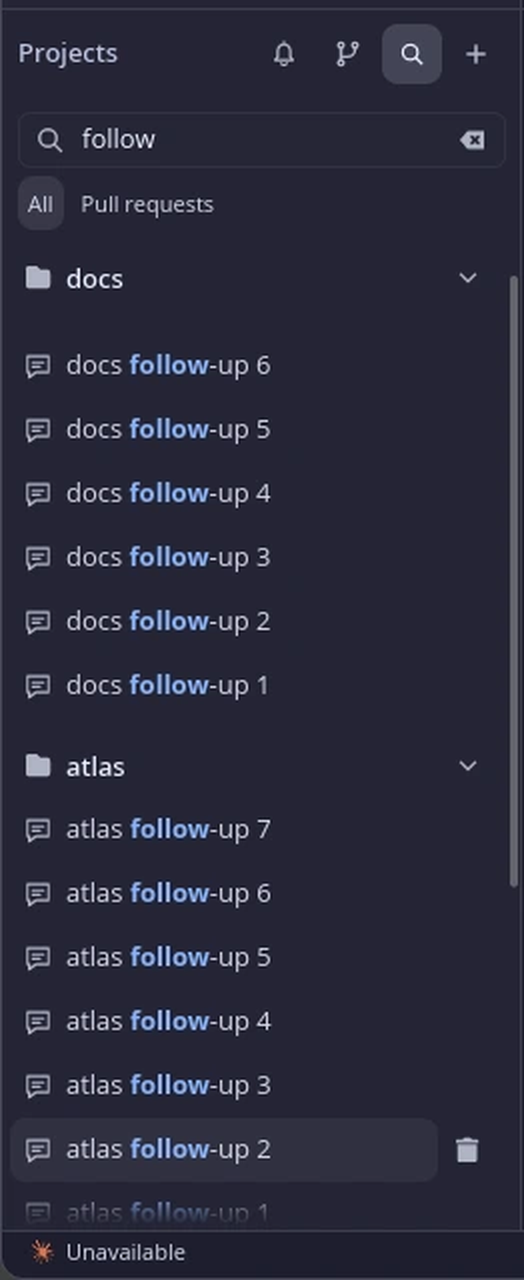 Projects
follow
All Pull requests
docs
docs follow-up 6
docs follow-up 5
docs follow-up 4
docs follow-up 3
docs follow-up 2
docs follow-up 1
atlas
atlas follow-up 7
atlas follow-up 6
atlas follow-up 5
atlas follow-up 4
atlas follow-up 3
atlas follow-up 2
atlas follow-up 1
Unavailable